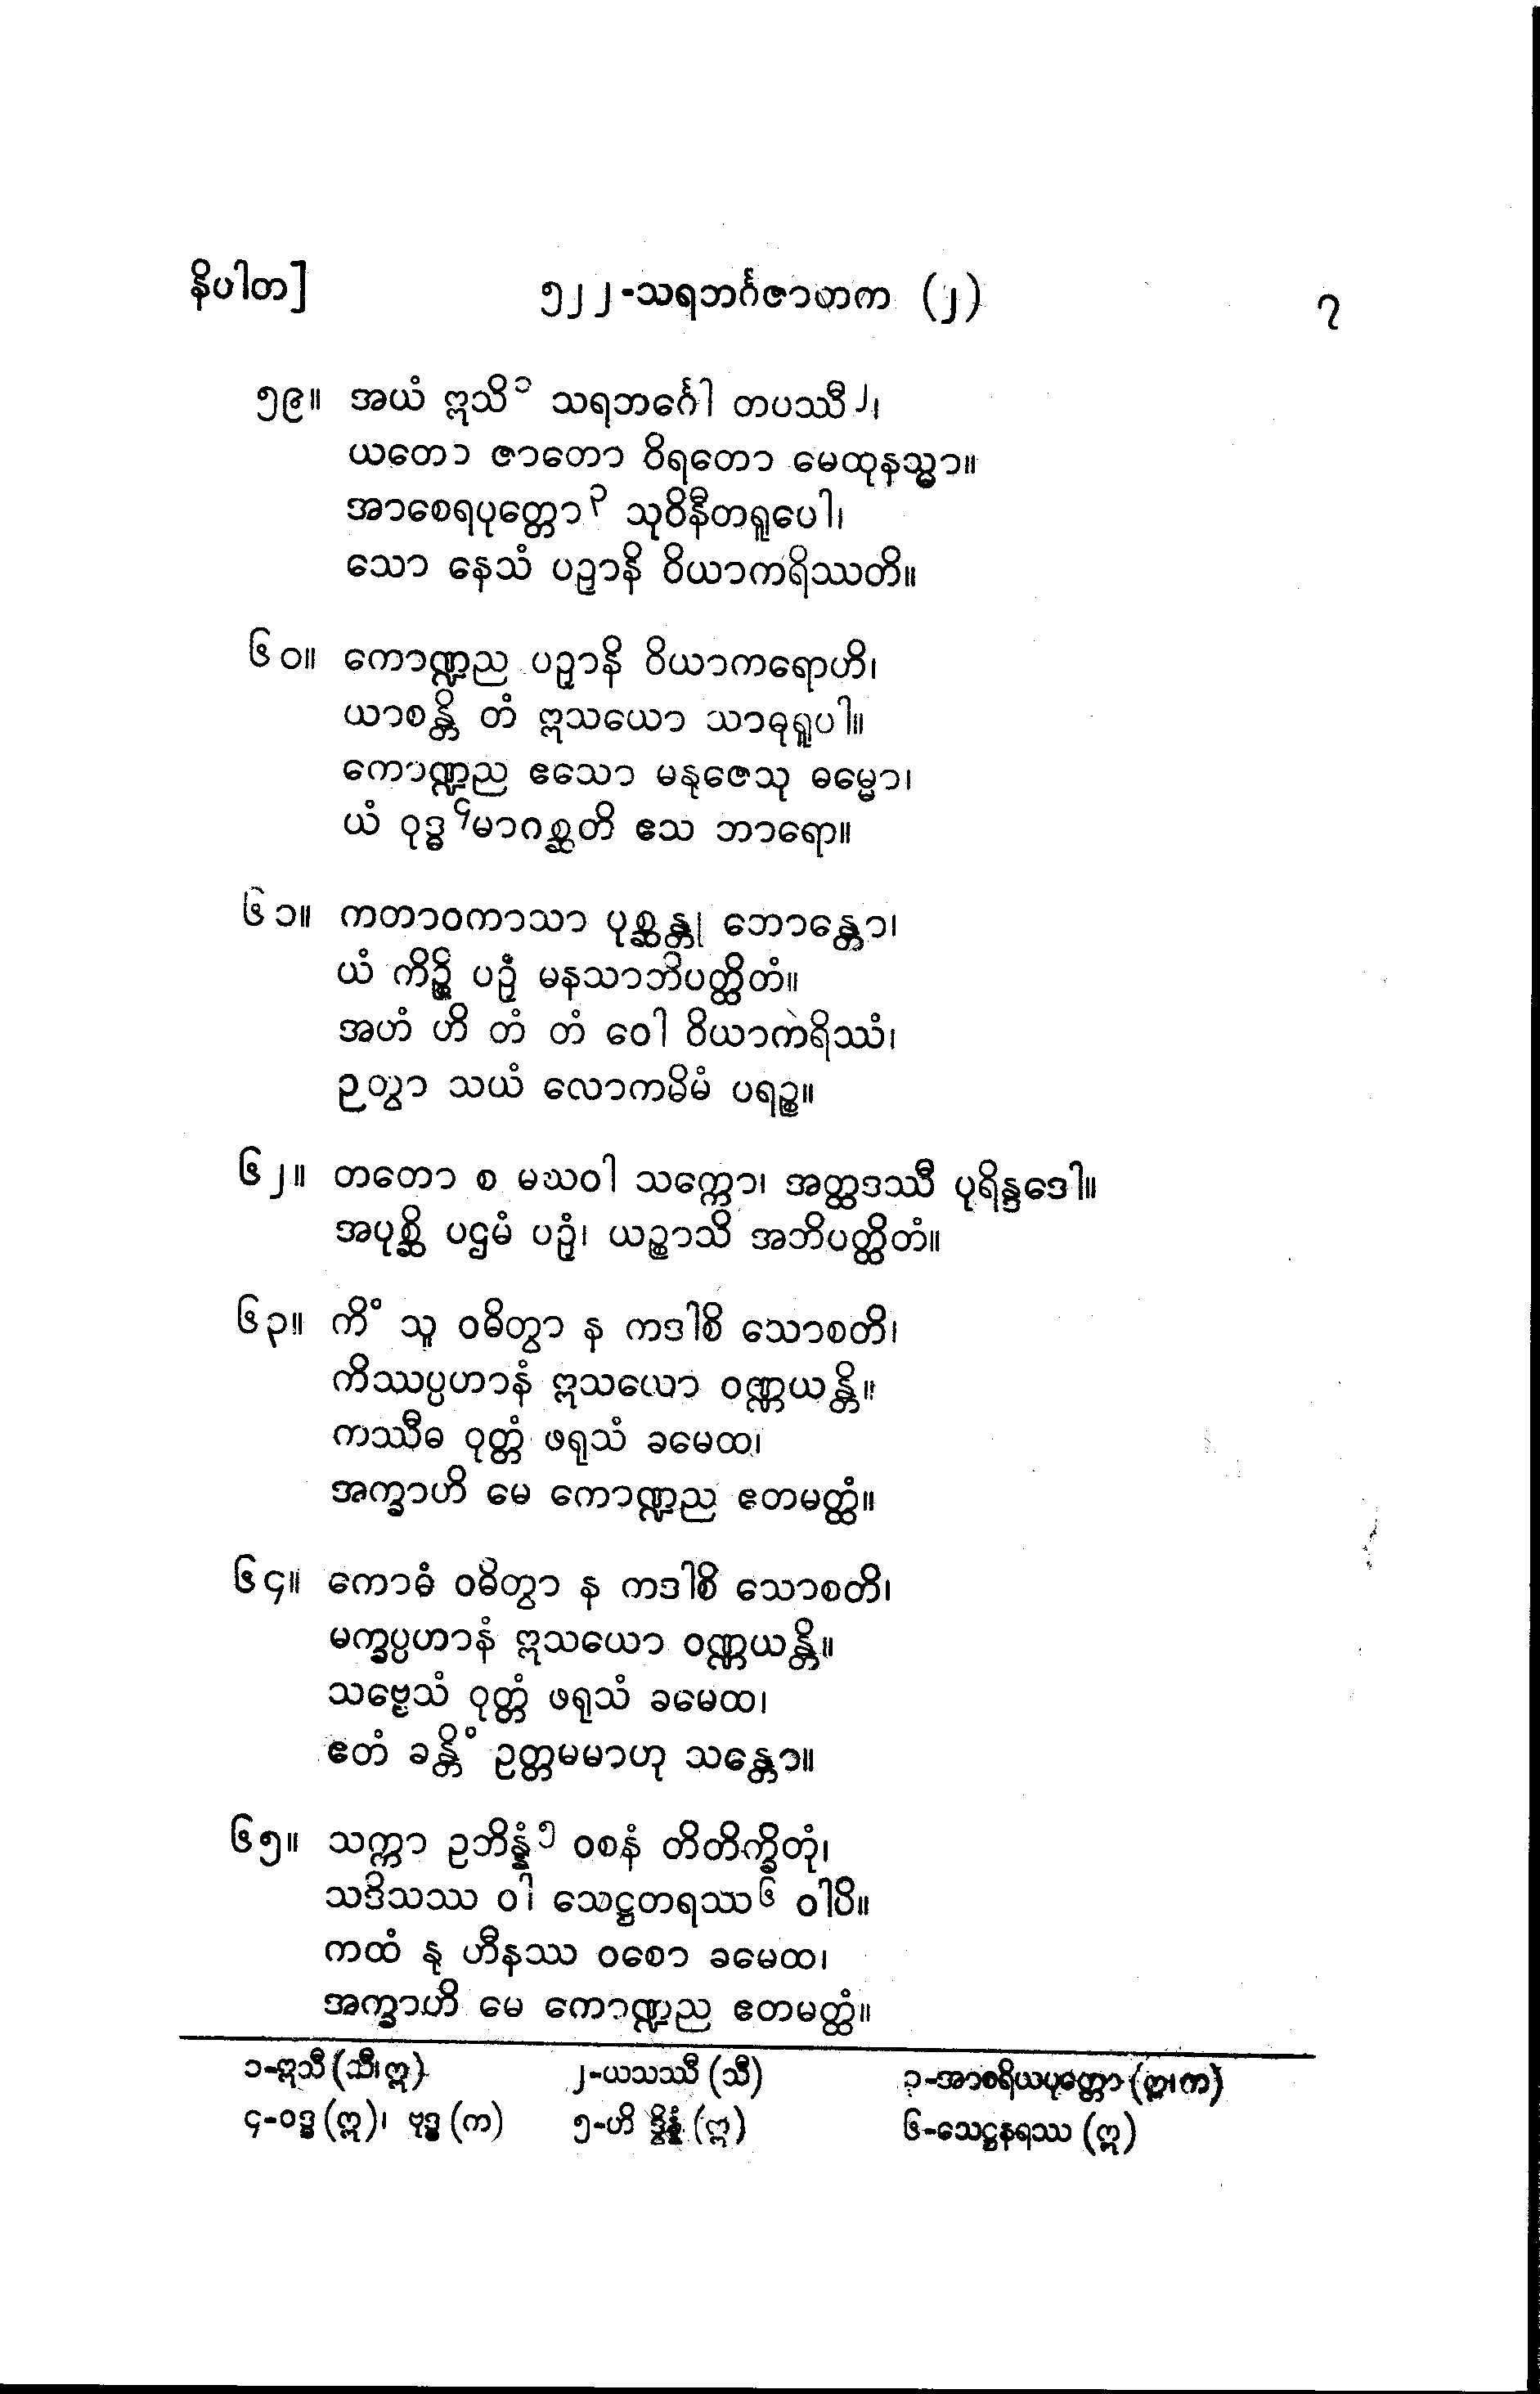 နိပါတ]
၅၂၂-သရဘင်္ဂဇာတက (၂)
၇
၅၉။ အယံ ဣသိ၁ သရဘင်္ဂေါ တပဿီ၂၊
ယတော ဇာတော ဝိရတော မေထုနသ္မာ။
အာစေရပုတ္တော၃ သုဝိနီတရူပေါ၊
သော နေသံ ပဉှာနိ ဝိယာကရိဿတိ။
၆၀။ ကောဏ္ဍည ပဉှာနိ ဝိယာကရောဟိ၊
ယာစန္တိ တံ ဣသယော သာဓုရူပါ။
ကောဏ္ဍည ဧသော မနုဇေသု ဓမ္မော၊
ယံ ဝုဒ္ဓ၄မာဂစ္ဆတိ ဧသ ဘာရော။
၆၁။ ကတာဝကာသာ ပုစ္ဆန္တု ဘောန္တော၊
ယံ ကိဉ္စိ ပဉှံ မနသာဘိပတ္ထိတံ။
အဟံ ဟိ တံ တံ ဝေါ ဝိယာကရိဿံ၊
ဉတွာ သယံ လောကမိမံ ပရဉ္စ။
၆၂။ တတော စ မဃဝါ သက္ကော၊ အတ္ထဒဿီ ပုရိန္ဒဒေါ။
အပုစ္ဆိ ပဌမံ ပဉှံ၊ ယဉ္စာသိ အဘိပတ္ထိတံ။
၆၃။ ကိံ သူ ဝဓိတွာ န ကဒါစိ သောစတိ၊
ကိဿပ္ပဟာနံ ဣသယော ဝဏ္ဏယန္တိ။
ကဿီဓ ဝုတ္တံ ဖရုသံ ခမေထ၊
အက္ခာဟိ မေ ကောဏ္ဍည ဧတမတ္ထံ။
၆၄။ ကောဓံ ဝဓိတွာ န ကဒါစိ သောစတိ၊
မက္ခပ္ပဟာနံ ဣသယော ဝဏ္ဏယန္တိ။
သဗ္ဗေသံ ဝုတ္တံ ဖရုသံ ခမေထ၊
ဧတံ ခန္တိံ ဥတ္တမမာဟု သန္တော။
၆၅။ သက္ကာ ဥဘိန္နံ၅ ဝစနံ တိတိက္ခိတုံ၊
သဒိသဿ ဝါ သေဋ္ဌတရဿ၆ ဝါပိ။
ကထံ နု ဟီနဿ ဝစော ခမေထ၊
အက္ခာဟိ မေ ကောဏ္ဍည ဧတမတ္ထံ။
၁-ဣသီ (သီ၊ဣ)
၂-ယသဿီ (သီ)
၃-အာစရိယပုတ္တော (ဣ၊က)
၄-ဝဒ္ဓ (ဣ)၊ ဗုဒ္ဓ (က)
၅-ဟိ ဒွိန္နံ (ဣ)
၆-သေဋ္ဌနရဿ (ဣ)